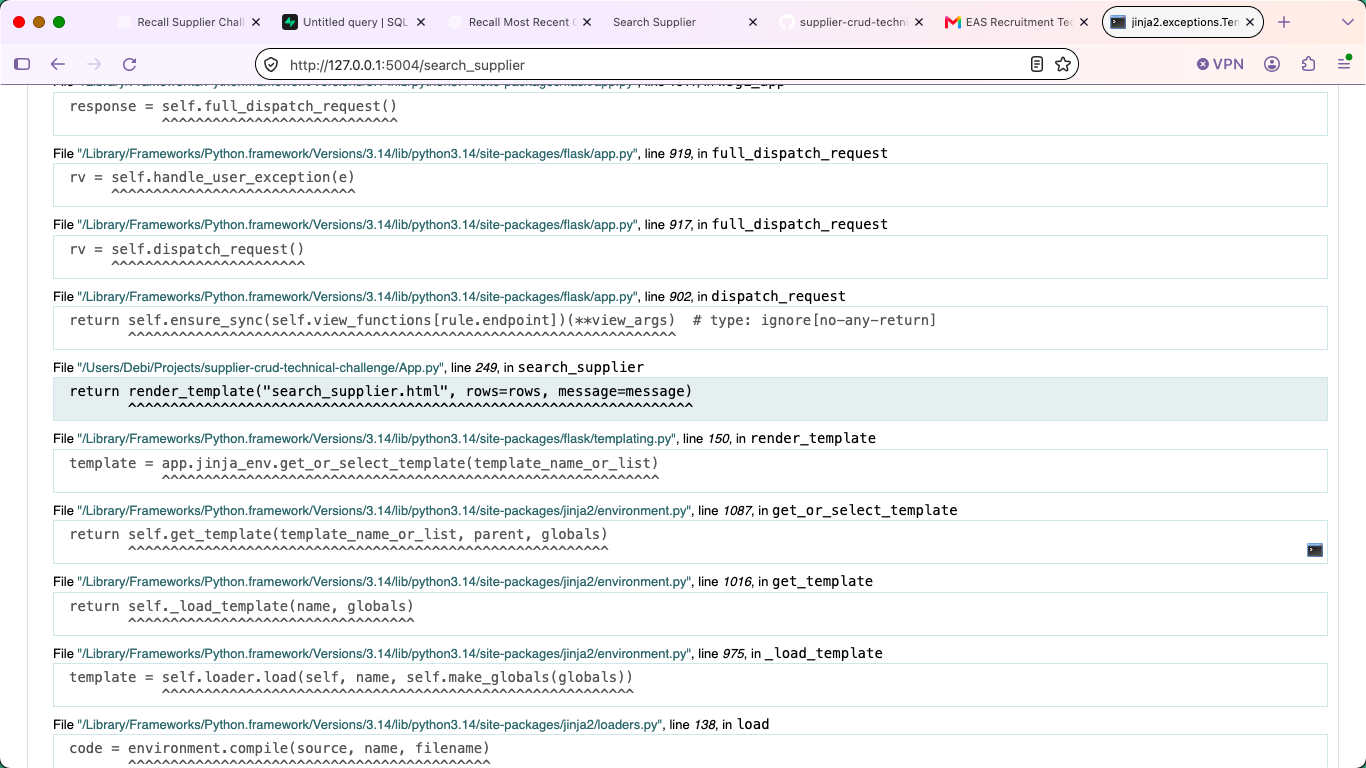 Recall Supplier Chal
Untitled query | SQL
Recall Most Recent
Search Supplier
supplier-crud-techni
EAS Recruitment Tec
jinja2.exceptions.Tem
http://127.0.0.1:5004/search_supplier
VPN
response = self.full_dispatch_request()
^^^^^^^^^^^^^^^^^^^^^^^^^^^^
File "/Library/Frameworks/Python.framework/Versions/3.14/lib/python3.14/site-packages/flask/app.py", line 919, in full_dispatch_request
rv = self.handle_user_exception(e)
^^^^^^^^^^^^^^^^^^^^^^^^^^^^^
File "/Library/Frameworks/Python.framework/Versions/3.14/lib/python3.14/site-packages/flask/app.py", line 917, in full_dispatch_request
rv = self.dispatch_request()
^^^^^^^^^^^^^^^^^^^^^^^
File "/Library/Frameworks/Python.framework/Versions/3.14/lib/python3.14/site-packages/flask/app.py", line 902, in dispatch_request
return self.ensure_sync(self.view_functions[rule.endpoint])(**view_args)  # type: ignore[no-any-return]
^^^^^^^^^^^^^^^^^^^^^^^^^^^^^^^^^^^^^^^^^^^^^^^^^^^^^^^^^^^^^^^^^
File "/Users/Debi/Projects/supplier-crud-technical-challenge/App.py", line 249, in search_supplier
return render_template("search_supplier.html", rows=rows, message=message)
^^^^^^^^^^^^^^^^^^^^^^^^^^^^^^^^^^^^^^^^^^^^^^^^^^^^^^^^^^^^^^^^^^^
File "/Library/Frameworks/Python.framework/Versions/3.14/lib/python3.14/site-packages/flask/templating.py", line 150, in render_template
template = app.jinja_env.get_or_select_template(template_name_or_list)
^^^^^^^^^^^^^^^^^^^^^^^^^^^^^^^^^^^^^^^^^^^^^^^^^^^^^^^^^^^
File "/Library/Frameworks/Python.framework/Versions/3.14/lib/python3.14/site-packages/jinja2/environment.py", line 1087, in get_or_select_template
return self.get_template(template_name_or_list, parent, globals)
^^^^^^^^^^^^^^^^^^^^^^^^^^^^^^^^^^^^^^^^^^^^^^^^^^^^^^^^^
File "/Library/Frameworks/Python.framework/Versions/3.14/lib/python3.14/site-packages/jinja2/environment.py", line 1016, in get_template
return self._load_template(name, globals)
^^^^^^^^^^^^^^^^^^^^^^^^^^^^^^^^^^
File "/Library/Frameworks/Python.framework/Versions/3.14/lib/python3.14/site-packages/jinja2/environment.py", line 975, in _load_template
template = self.loader.load(self, name, self.make_globals(globals))
^^^^^^^^^^^^^^^^^^^^^^^^^^^^^^^^^^^^^^^^^^^^^^^^^^^^^^^^
File "/Library/Frameworks/Python.framework/Versions/3.14/lib/python3.14/site-packages/jinja2/loaders.py", line 138, in load
code = environment.compile(source, name, filename)
^^^^^^^^^^^^^^^^^^^^^^^^^^^^^^^^^^^^^^^^^^^